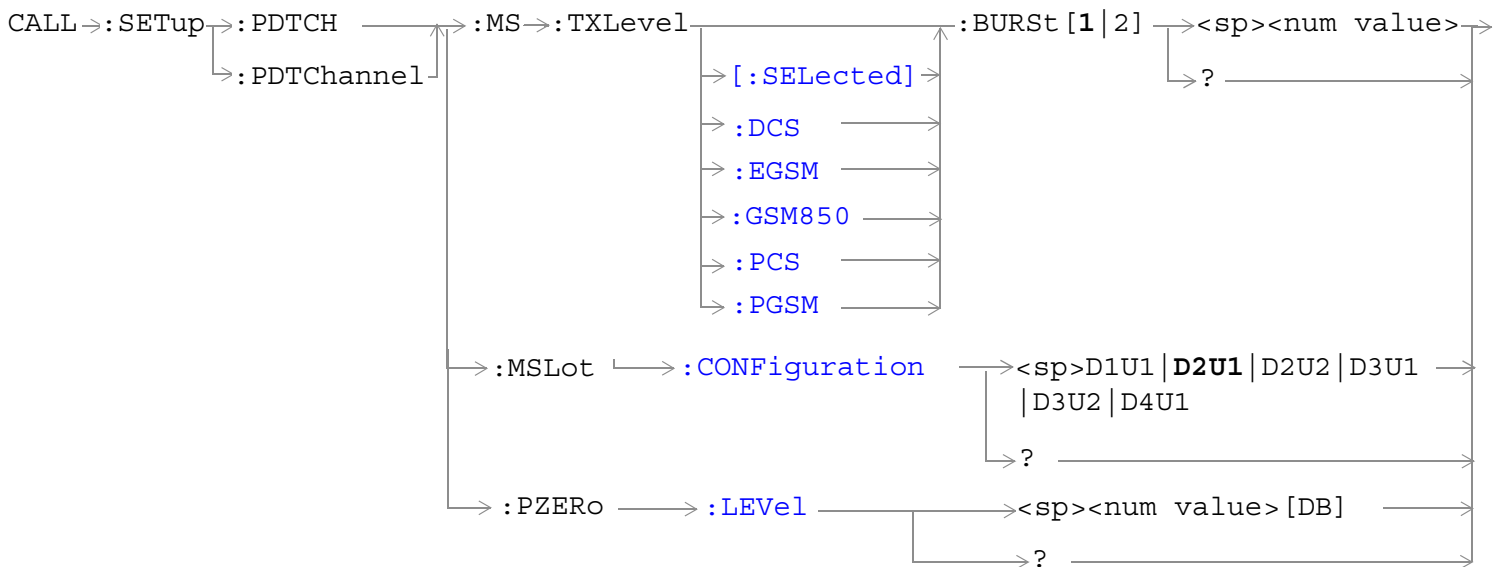 CALL :SETup :PDTCH :MS :TXLevel :BURSt[1|2] <sp><num value>
:PDTChannel [:SELected] ?
:DCS
:EGSM
:GSM850
:PCS
:PGSM
:MSLot :CONFiguration <sp>D1U1|D2U1|D2U2|D3U1
|D3U2|D4U1
?
:PZERo :LEVel <sp><num value>[DB]
?